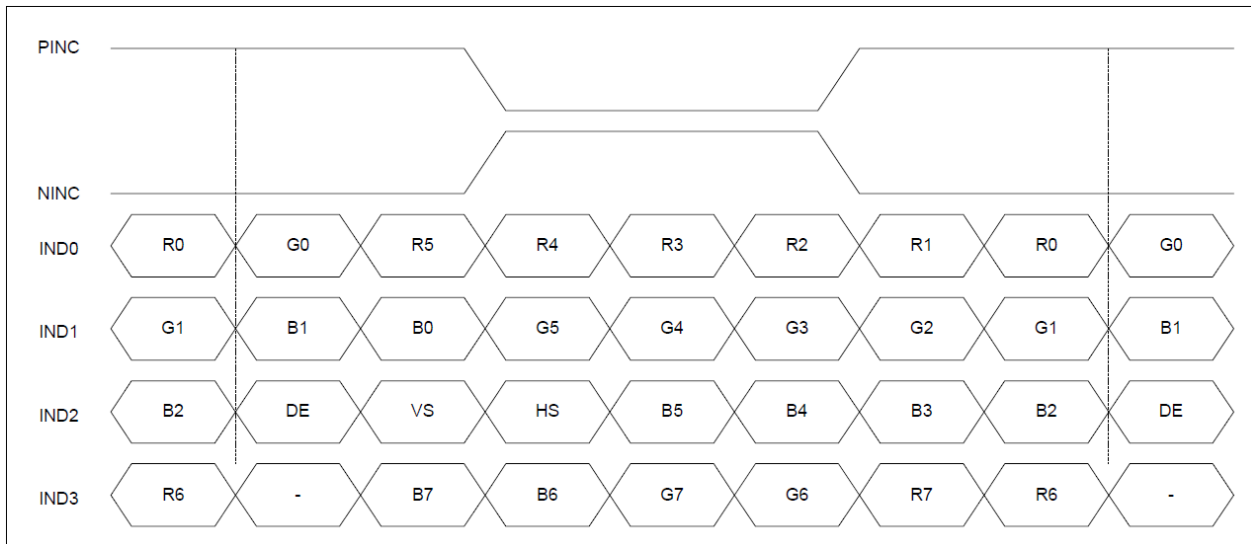 PINC
NINC
IND0 R0 G0 R5 R4 R3 R2 R1 R0 G0
IND1 G1 B1 B0 G5 G4 G3 G2 G1 B1
IND2 B2 DE VS HS B5 B4 B3 B2 DE
IND3 R6 - B7 B6 G7 G6 R7 R6 -